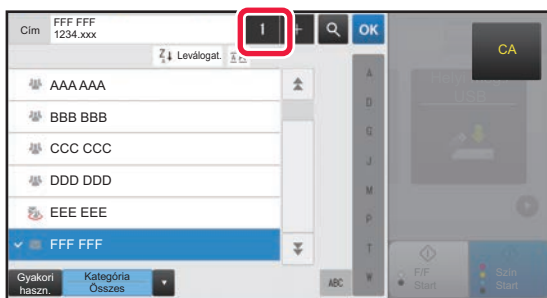 Cím
FFF FFF
1234.xxx
1
+
OK
CA
Z↓ Leválogat.
AAA AAA
BBB BBB
CCC CCC
DDD DDD
EEE EEE
FFF FFF
A
D
G
J
M
P
T
W
USB
Gyakori
haszn.
Kategória
Összes
ABC
F/F
Start
Szín
Start